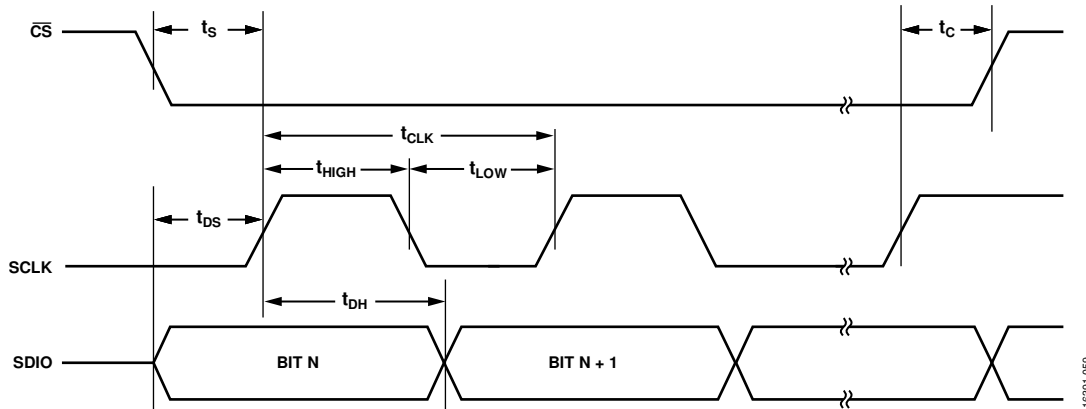 CS
tS
tC
tCLK
tHIGH
tLOW
tDS
SCLK
tDH
SDIO
BIT N
BIT N + 1